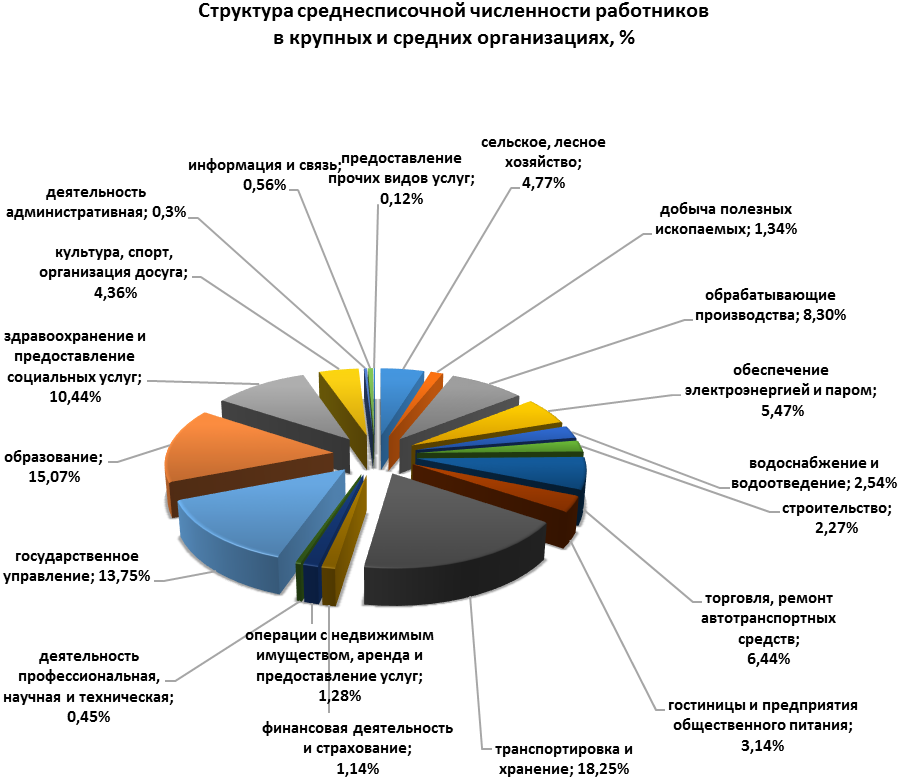 Структура среднесписочной численности работников
в крупных и средних организациях, %
сельское, лесное
хозяйство;
4,77%
добыча полезных
ископаемых; 1,34%
обрабатывающие
производства; 8,30%
обеспечение
электроэнергией и паром;
5,47%
водоснабжение и
водоотведение; 2,54%
строительство;
2,27%
торговля, ремонт
автотранспортных
средств;
6,44%
гостиницы и предприятия
общественного питания;
3,14%
транспортировка и
хранение; 18,25%
финансовая деятельность
и страхование;
1,14%
операции с недвижимым
имуществом, аренда и
предоставление услуг;
1,28%
деятельность
профессиональная,
научная и техническая;
0,45%
государственное
управление; 13,75%
образование;
15,07%
здравоохранение и
предоставление
социальных услуг;
10,44%
культура, спорт,
организация досуга;
4,36%
деятельность
административная; 0,3%
информация и связь;
0,56%
предоставление
прочих видов услуг;
0,12%